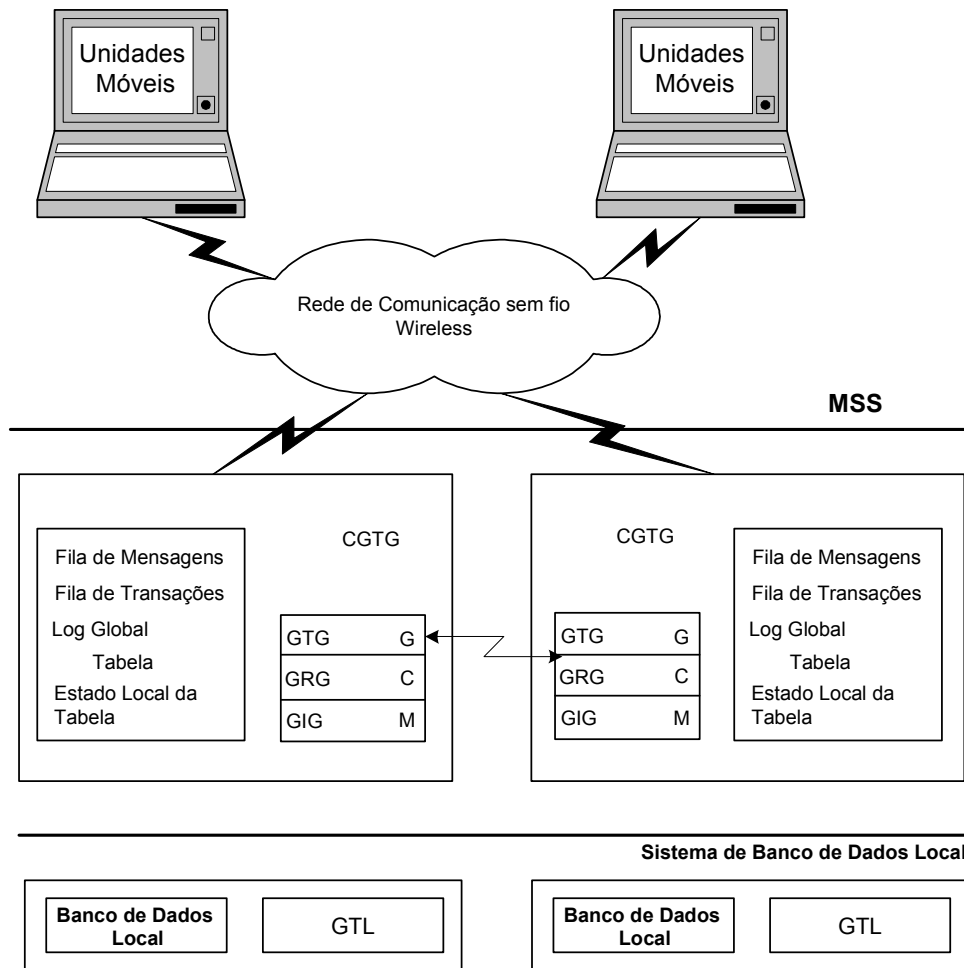 Unidades
Móveis
Unidades
Móveis
Rede de Comunicação sem fio
Wireless
MSS
Fila de Mensagens
Fila de Transações
Log Global
Tabela
Estado Local da
Tabela
CGTG
GTG G
GRG C
GIG M
CGTG
GTG G
GRG C
GIG M
Fila de Mensagens
Fila de Transações
Log Global
Tabela
Estado Local da
Tabela
Sistema de Banco de Dados Local
Banco de Dados
Local
GTL
Banco de Dados
Local
GTL